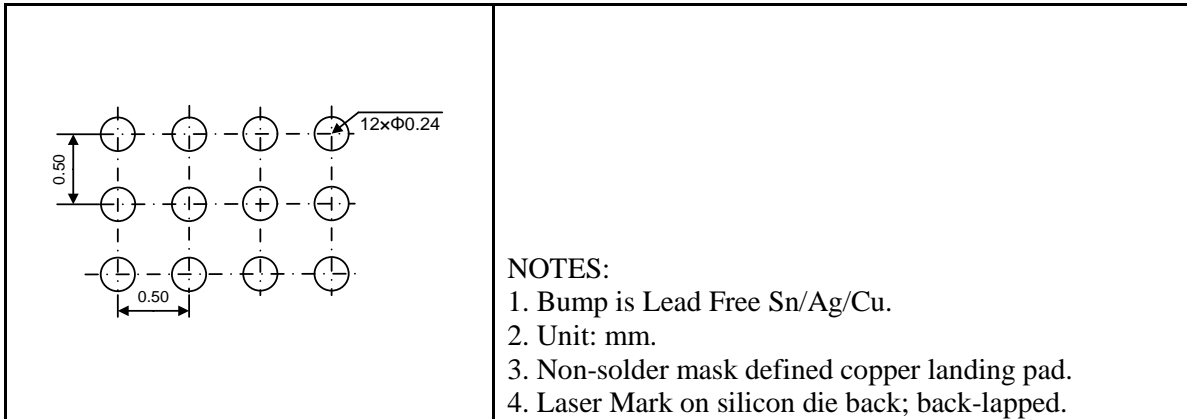 12×Φ0.24
0.50
0.50
NOTES:
1. Bump is Lead Free Sn/Ag/Cu.
2. Unit: mm.
3. Non-solder mask defined copper landing pad.
4. Laser Mark on silicon die back; back-lapped.